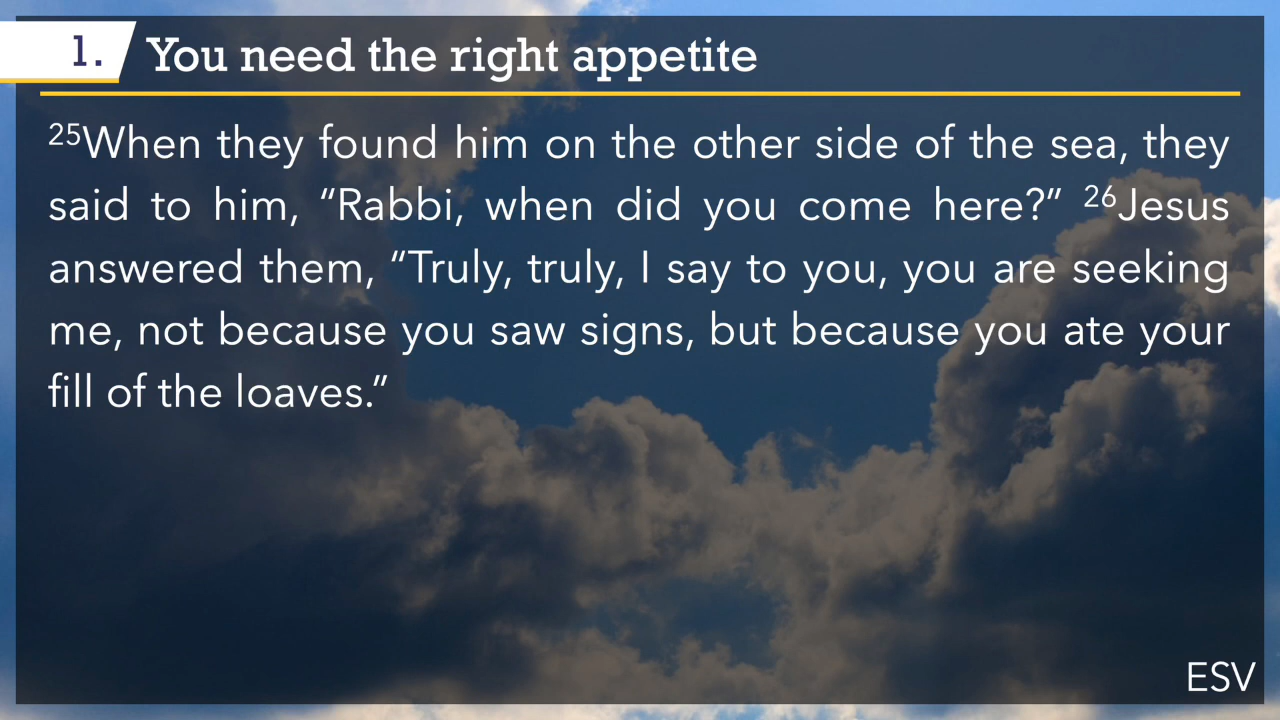 1. You need the right appetite
²⁵When they found him on the other side of the sea, they
said to him, “Rabbi, when did you come here?” ²⁶Jesus
answered them, “Truly, truly, I say to you, you are seeking
me, not because you saw signs, but because you ate your
fill of the loaves.”
ESV